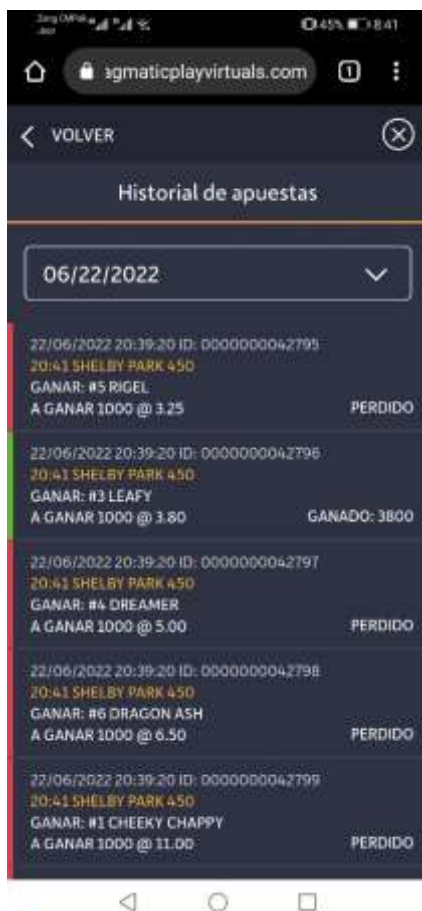 45% 8:41
agmaticplayvirtuals.com 1
VOLVER
Historial de apuestas
06/22/2022
22/06/2022 20:39:20 ID: 0000000042795
20:41 SHELBY PARK 450
GANAR: #5 RIGEL
A GANAR 1000 @ 3.25 PERDIDO
22/06/2022 20:39:20 ID: 0000000042796
20:41 SHELBY PARK 450
GANAR: #3 LEAFY
A GANAR 1000 @ 3.80 GANADO: 3800
22/06/2022 20:39:20 ID: 0000000042797
20:41 SHELBY PARK 450
GANAR: #4 DREAMER
A GANAR 1000 @ 5.00 PERDIDO
22/06/2022 20:39:20 ID: 0000000042798
20:41 SHELBY PARK 450
GANAR: #6 DRAGON ASH
A GANAR 1000 @ 6.50 PERDIDO
22/06/2022 20:39:20 ID: 0000000042799
20:41 SHELBY PARK 450
GANAR: #1 CHEEKY CHAPPY
A GANAR 1000 @ 11.00 PERDIDO